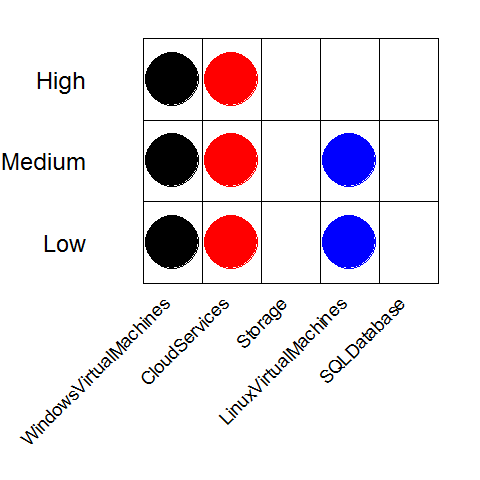 High
Medium
Low
WindowsVirtualMachines
CloudServices
Storage
LinuxVirtualMachines
SQLDatabase